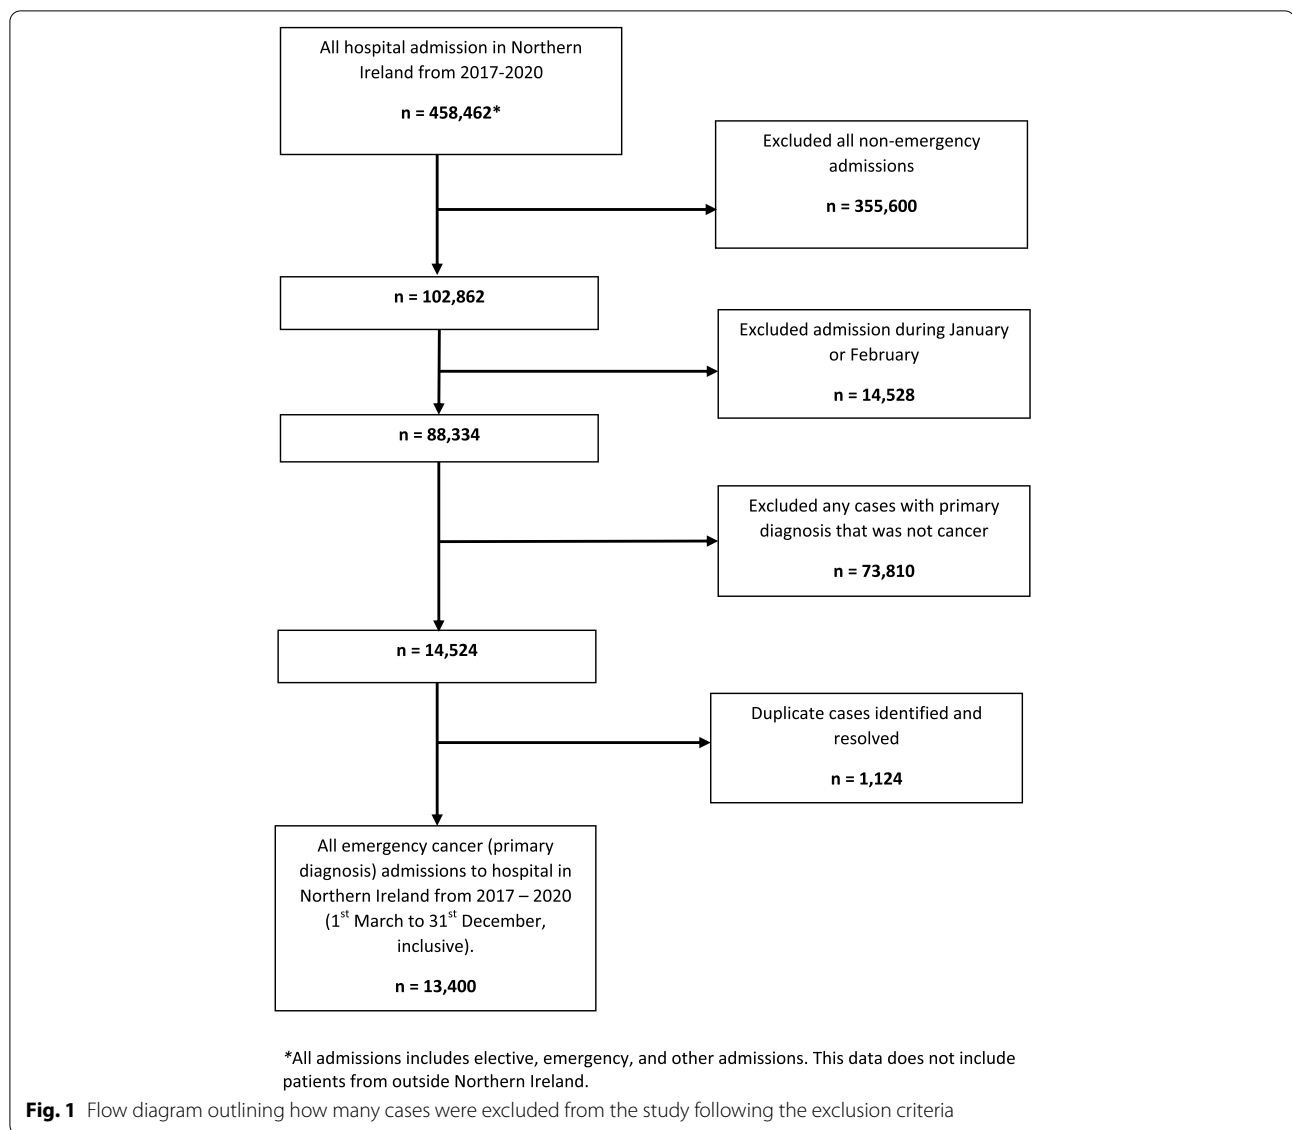 All hospital admission in Northern
Ireland from 2017-2020
n = 458,462*
Excluded all non-emergency
admissions
n = 355,600
n = 102,862
Excluded admission during January
or February
n = 14,528
n = 88,334
Excluded any cases with primary
diagnosis that was not cancer
n = 73,810
n = 14,524
Duplicate cases identified and
resolved
n = 1,124
All emergency cancer (primary
diagnosis) admissions to hospital in
Northern Ireland from 2017 – 2020
(1st March to 31st December,
inclusive).
n = 13,400
*All admissions includes elective, emergency, and other admissions. This data does not include
patients from outside Northern Ireland.
Fig. 1 Flow diagram outlining how many cases were excluded from the study following the exclusion criteria